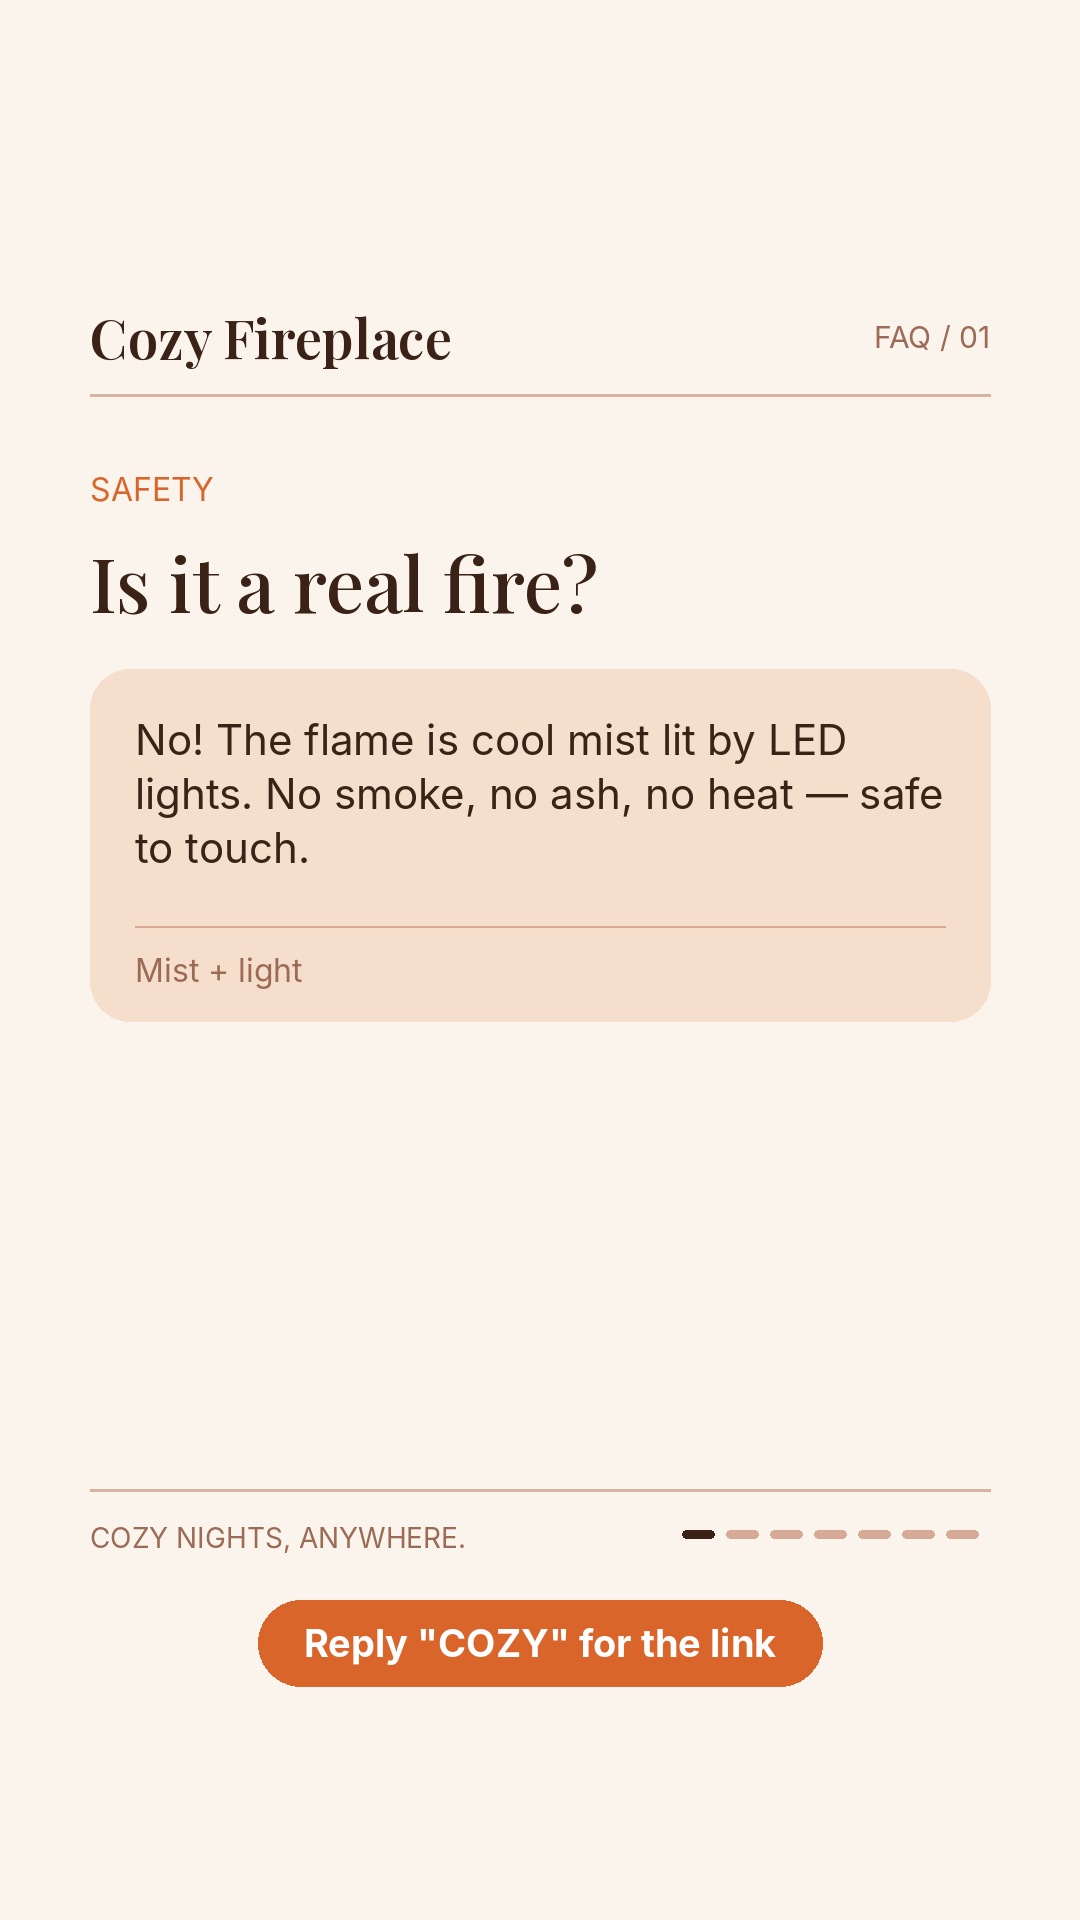 Cozy Fireplace
FAQ / 01
SAFETY
Is it a real fire?
No! The flame is cool mist lit by LED
lights. No smoke, no ash, no heat — safe
to touch.
Mist + light
COZY NIGHTS, ANYWHERE.
Reply "COZY" for the link